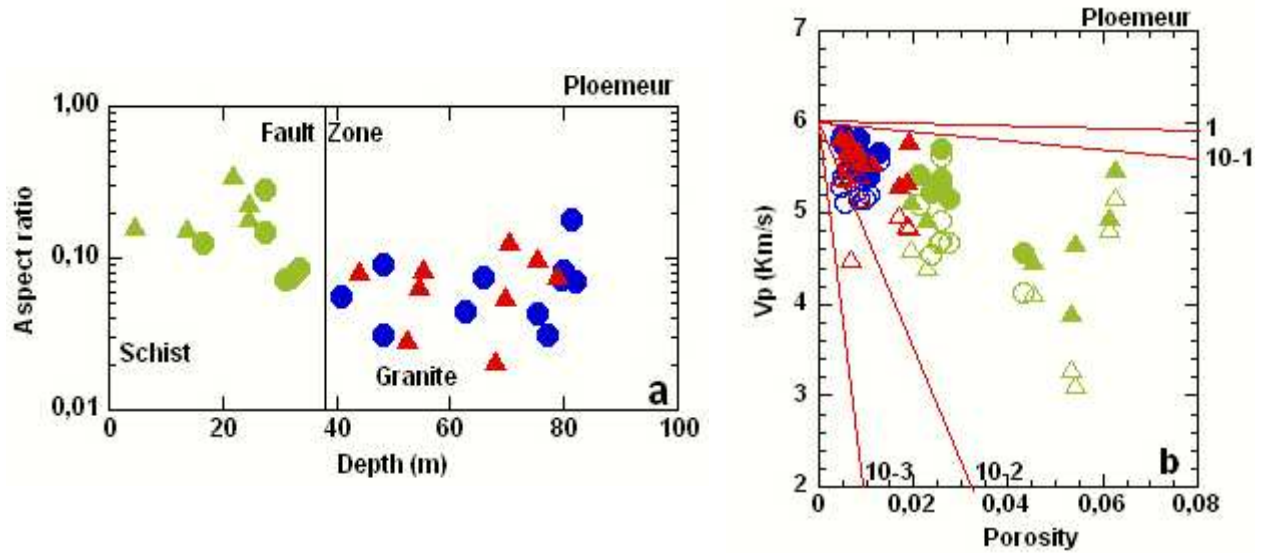 Ploemeur
1,00
Fault Zone
Aspect ratio
0,10
Schist
Granite
a
0,01
0 20 40 60 80 100
Depth (m)
Ploemeur
7
6
1
10-1
5
Vp (Km/s)
4
3
10-3 10-2 b
2
0 0,02 0,04 0,06 0,08
Porosity